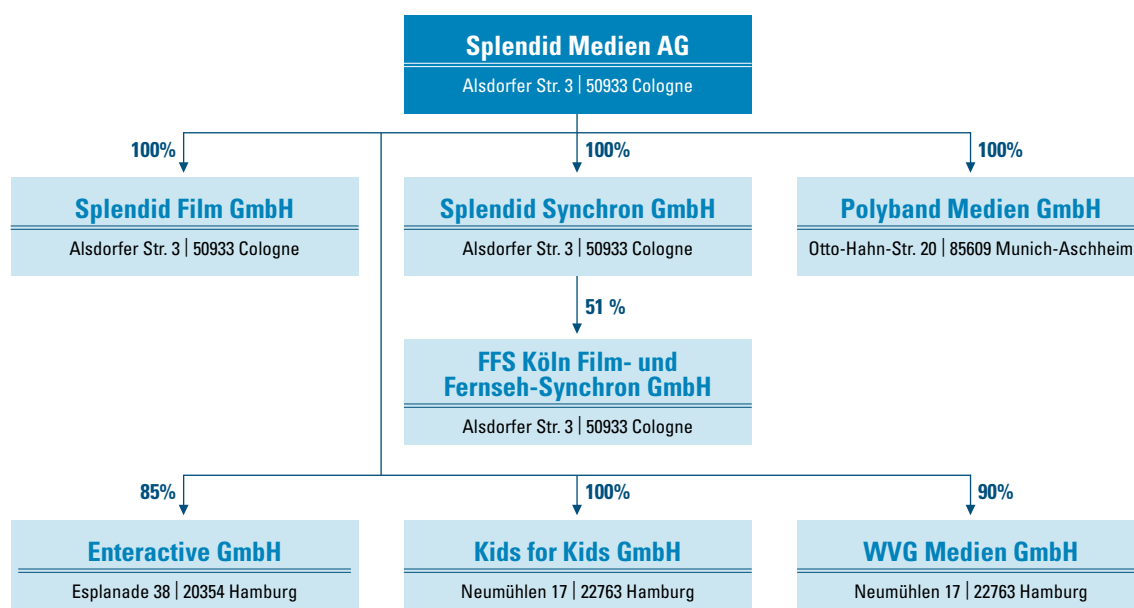 Splendid Medien AG
Alsdorfer Str. 3 | 50933 Cologne
100%
100%
100%
Splendid Film GmbH
Alsdorfer Str. 3 | 50933 Cologne
Splendid Synchron GmbH
Alsdorfer Str. 3 | 50933 Cologne
Polyband Medien GmbH
Otto-Hahn-Str. 20 | 85609 Munich-Aschheim
51 %
FFS Köln Film- und
Fernseh-Synchron GmbH
Alsdorfer Str. 3 | 50933 Cologne
85%
100%
90%
Enteractive GmbH
Esplanade 38 | 20354 Hamburg
Kids for Kids GmbH
Neumühlen 17 | 22763 Hamburg
WVG Medien GmbH
Neumühlen 17 | 22763 Hamburg